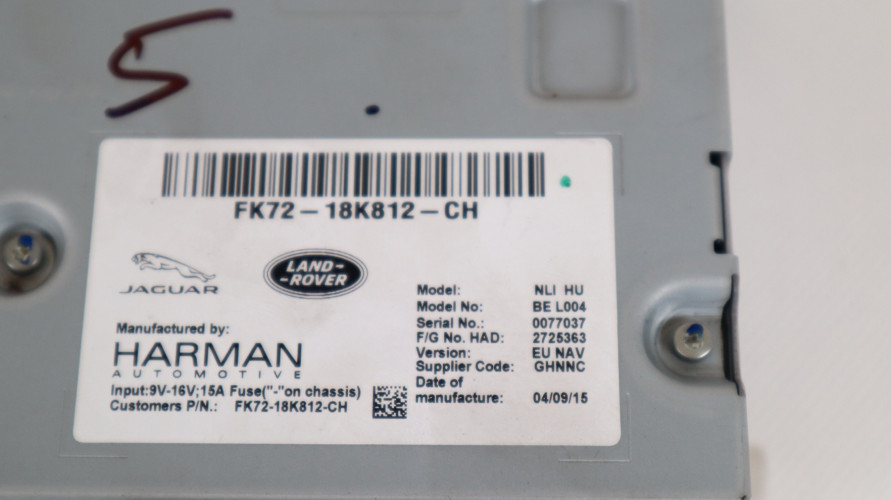 5
FK72-18K812-CH
JAGUAR
LAND-
-ROVER
Manufactured by:
HARMAN
AUTOMOTIVE
Input:9V-16V;15A Fuse("-"on chassis)
Customers P/N.: FK72-18K812-CH
Model: NLI HU
Model No: BE L004
Serial No.: 0077037
F/G No. HAD: 2725363
Version: EU NAV
Supplier Code: GHNNC
Date of
manufacture: 04/09/15